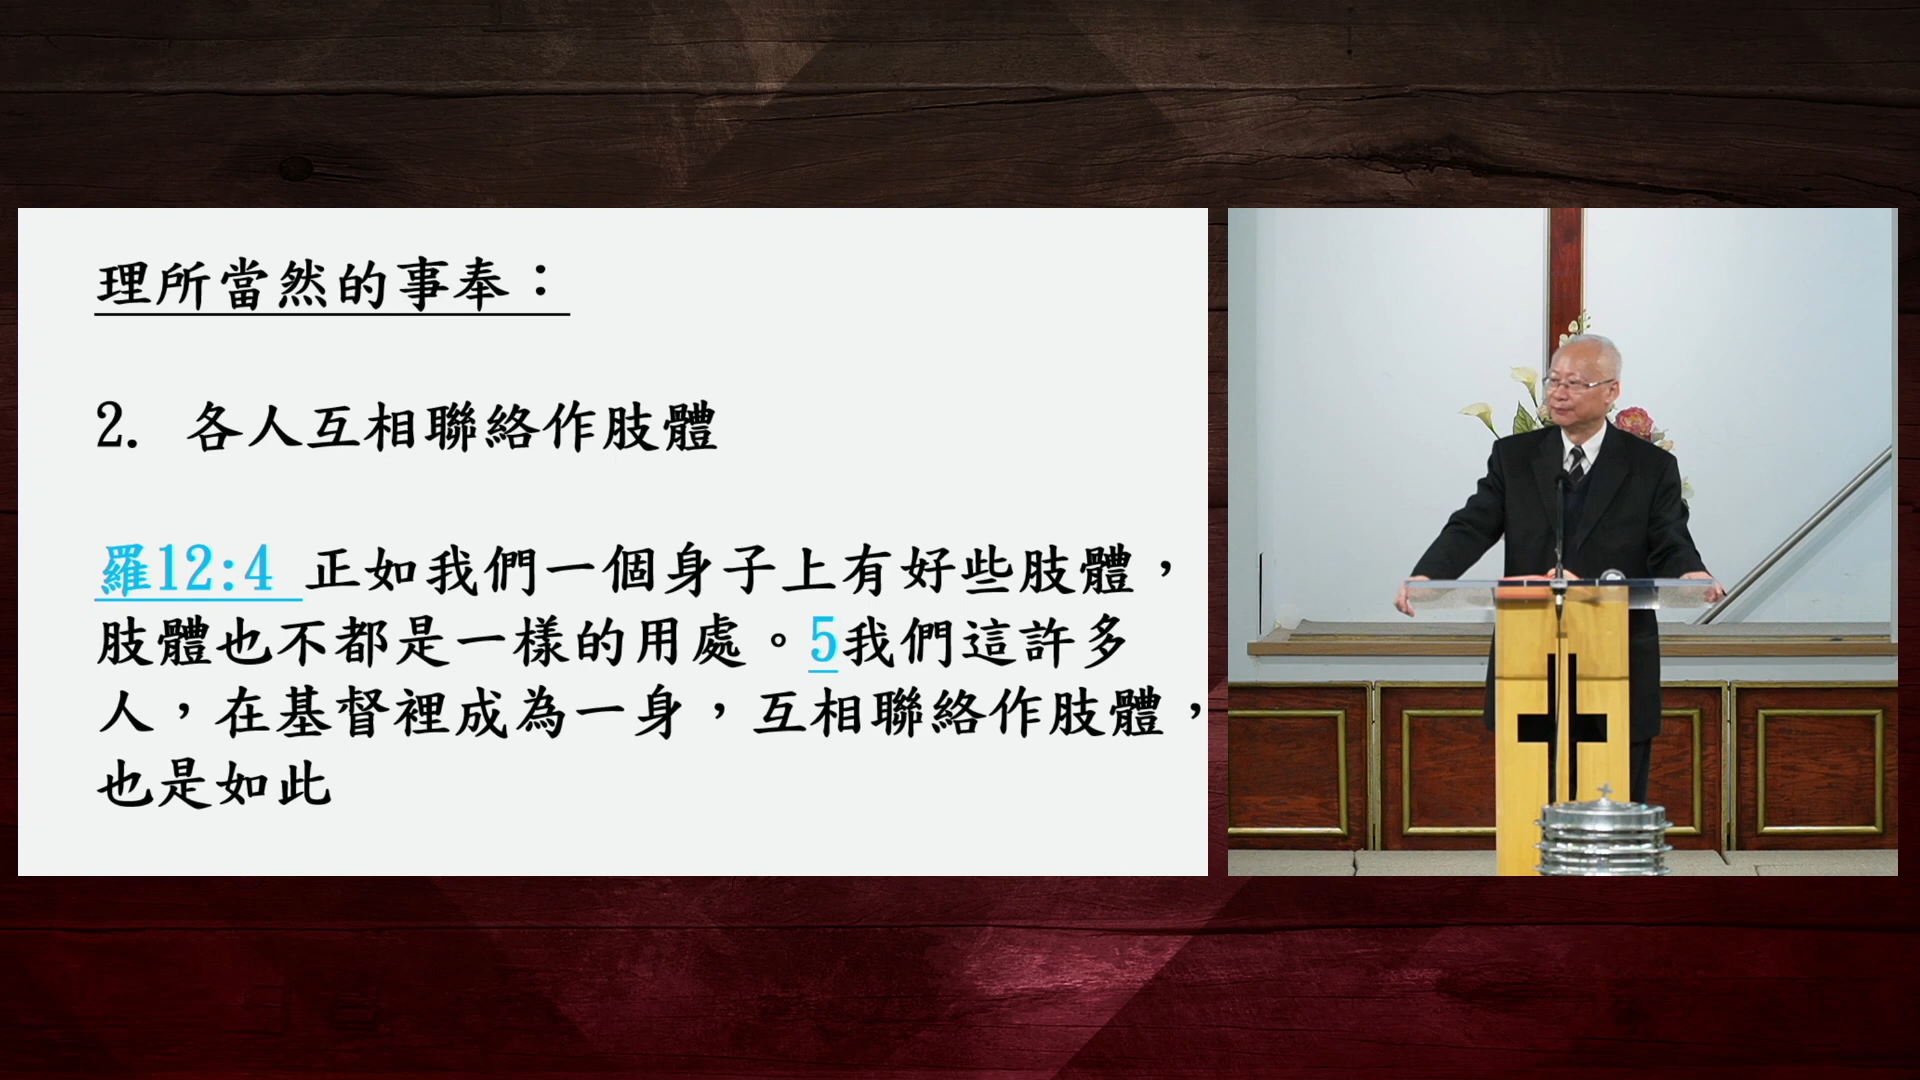 理所當然的事奉：
2. 各人互相聯絡作肢體
羅12:4 正如我們一個身子上有好些肢體，
肢體也不都是一樣的用處。5我們這許多
人，在基督裡成為一身，互相聯絡作肢體，
也是如此